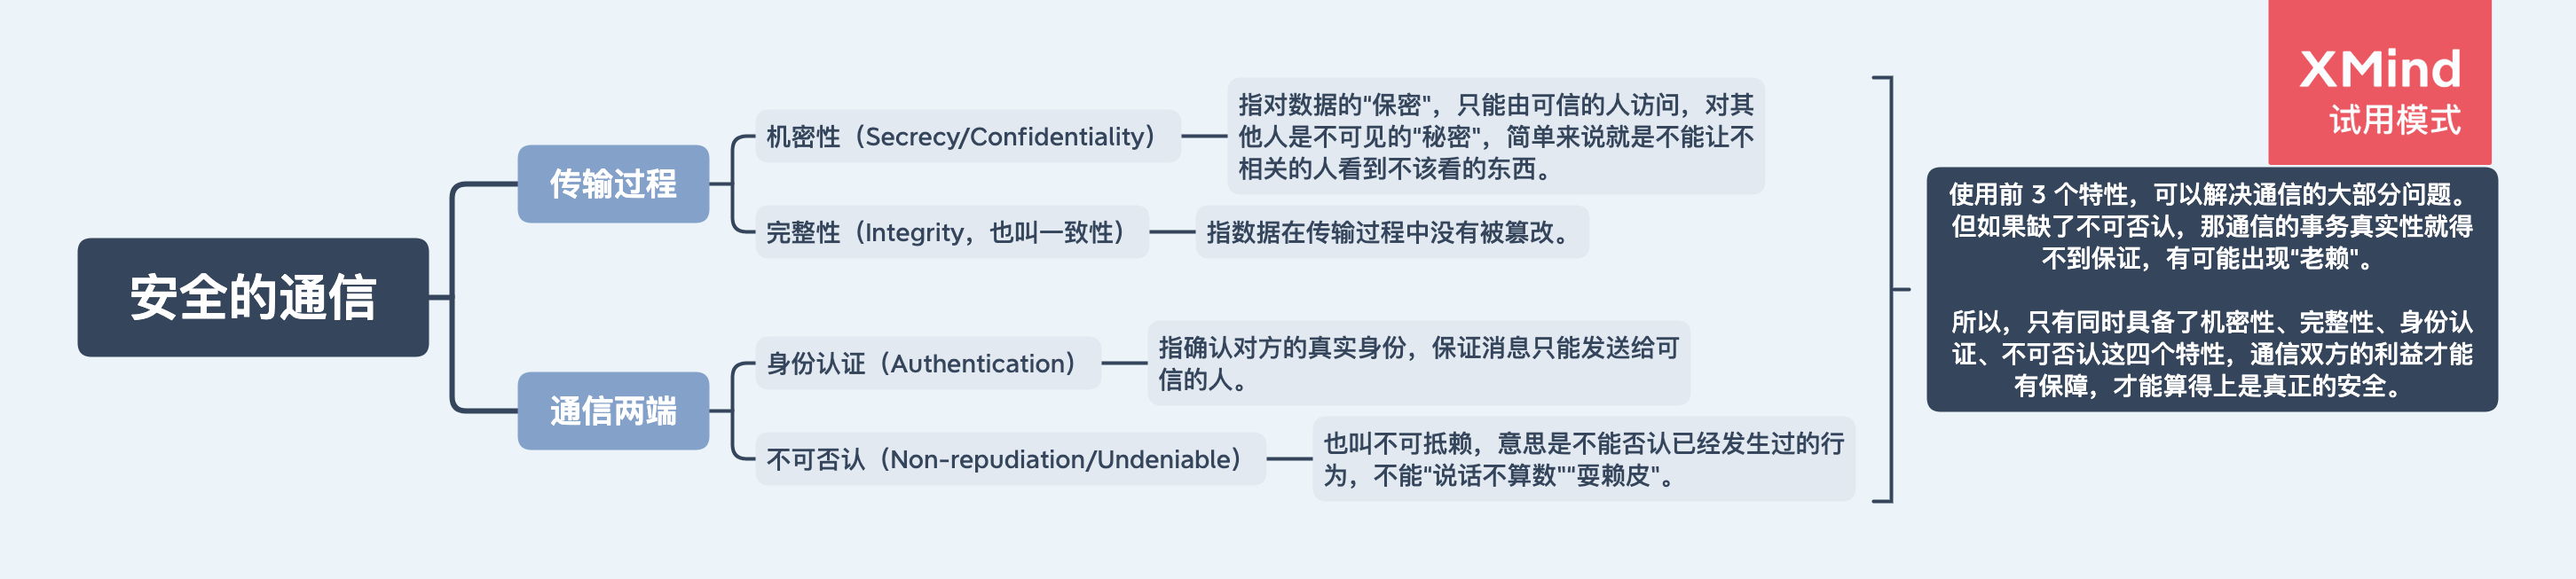 XMind
试用模式
安全的通信
传输过程
机密性（Secrecy/Confidentiality）
指对数据的"保密"，只能由可信的人访问，对其
他人是不可见的"秘密"，简单来说就是不能让不
相关的人看到不该看的东西。
完整性（Integrity，也叫一致性）
指数据在传输过程中没有被篡改。
通信两端
身份认证（Authentication）
指确认对方的真实身份，保证消息只能发送给可
信的人。
不可否认（Non-repudiation/Undeniable）
也叫不可抵赖，意思是不能否认已经发生过的行
为，不能"说话不算数""耍赖皮"。
使用前 3 个特性，可以解决通信的大部分问题。
但如果缺了不可否认，那通信的事务真实性就得
不到保证，有可能出现"老赖"。
所以，只有同时具备了机密性、完整性、身份认
证、不可否认这四个特性，通信双方的利益才能
有保障，才能算得上是真正的安全。